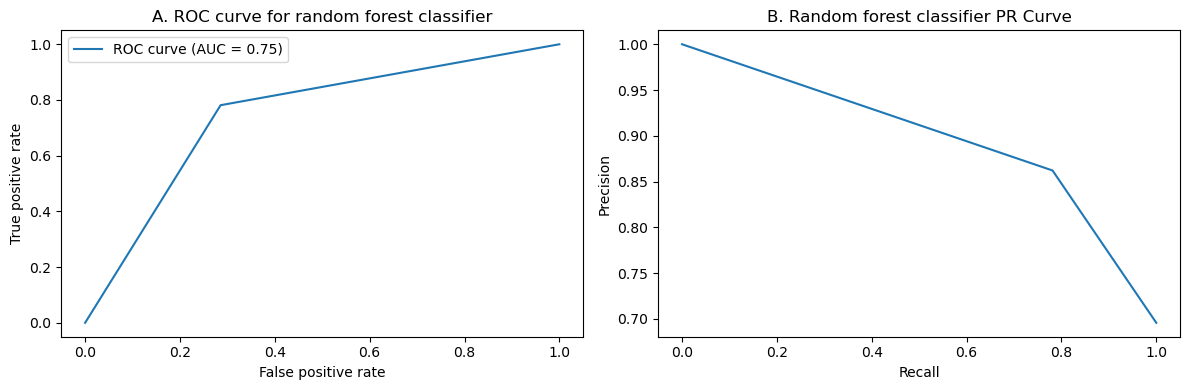 A. ROC curve for random forest classifier
ROC curve (AUC = 0.75)
1.0
0.8
0.6
0.4
0.2
0.0
True positive rate
0.0 0.2 0.4 0.6 0.8 1.0
False positive rate
B. Random forest classifier PR Curve
1.00
0.95
0.90
0.85
0.80
0.75
0.70
Precision
0.0 0.2 0.4 0.6 0.8 1.0
Recall